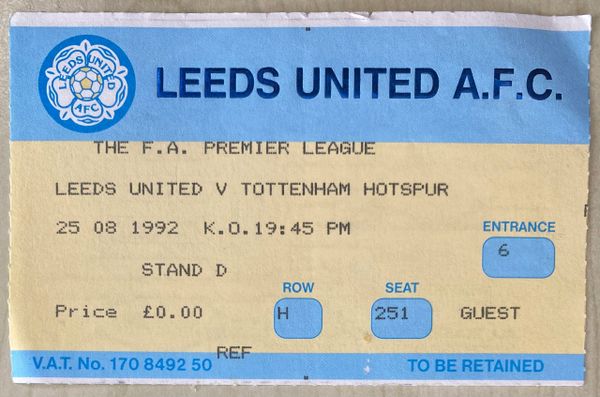 LEEDS UNITED AFC
LEEDS UNITED A.F.C.
THE F.A. PREMIER LEAGUE
LEEDS UNITED V TOTTENHAM HOTSPUR
25 08 1992 K.O.19:45 PM
ENTRANCE
6
STAND D
ROW SEAT
Price £0.00 H 251 GUEST
REF
V.A.T. No. 170 8492 50 TO BE RETAINED